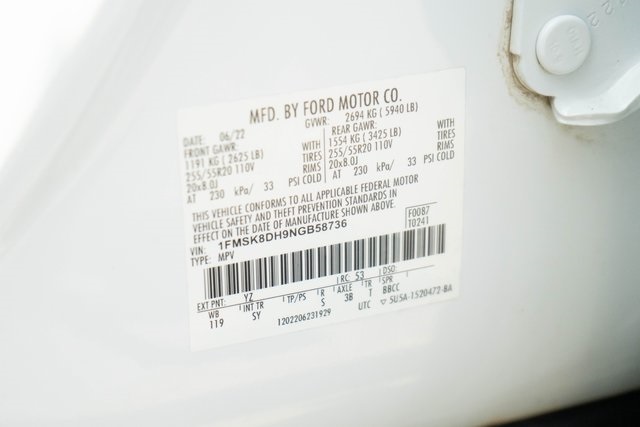 MFD. BY FORD MOTOR CO.
DATE: 06/22 GVWR: 2694 KG ( 5940 LB)
FRONT GAWR: WITH REAR GAWR: WITH
1191 KG ( 2625 LB) TIRES 1554 KG ( 3425 LB) TIRES
255/55R20 110V RIMS 255/55R20 110V RIMS
20x8.0J 20x8.0J
AT 230 kPa/ 33 PSI COLD AT 230 kPa/ 33 PSI COLD
THIS VEHICLE CONFORMS TO ALL APPLICABLE FEDERAL MOTOR
VEHICLE SAFETY AND THEFT PREVENTION STANDARDS IN
EFFECT ON THE DATE OF MANUFACTURE SHOWN ABOVE.
VIN: 1FMSK8DH9NGB58736 F0087
TYPE: MPV T0241
EXT PNT: YZ RC: 53 DSO:
WB INT TR TP/PS R AXLE TR SPR
119 SY S 3B T BBCC
1202206231929 UTC SU5A-1520472-BA